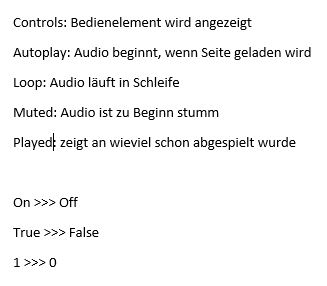 Controls: Bedienelement wird angezeigt
Autoplay: Audio beginnt, wenn Seite geladen wird
Loop: Audio läuft in Schleife
Muted: Audio ist zu Beginn stumm
Played: zeigt an wieviel schon abgespielt wurde
On >>> Off
True >>> False
1 >>> 0